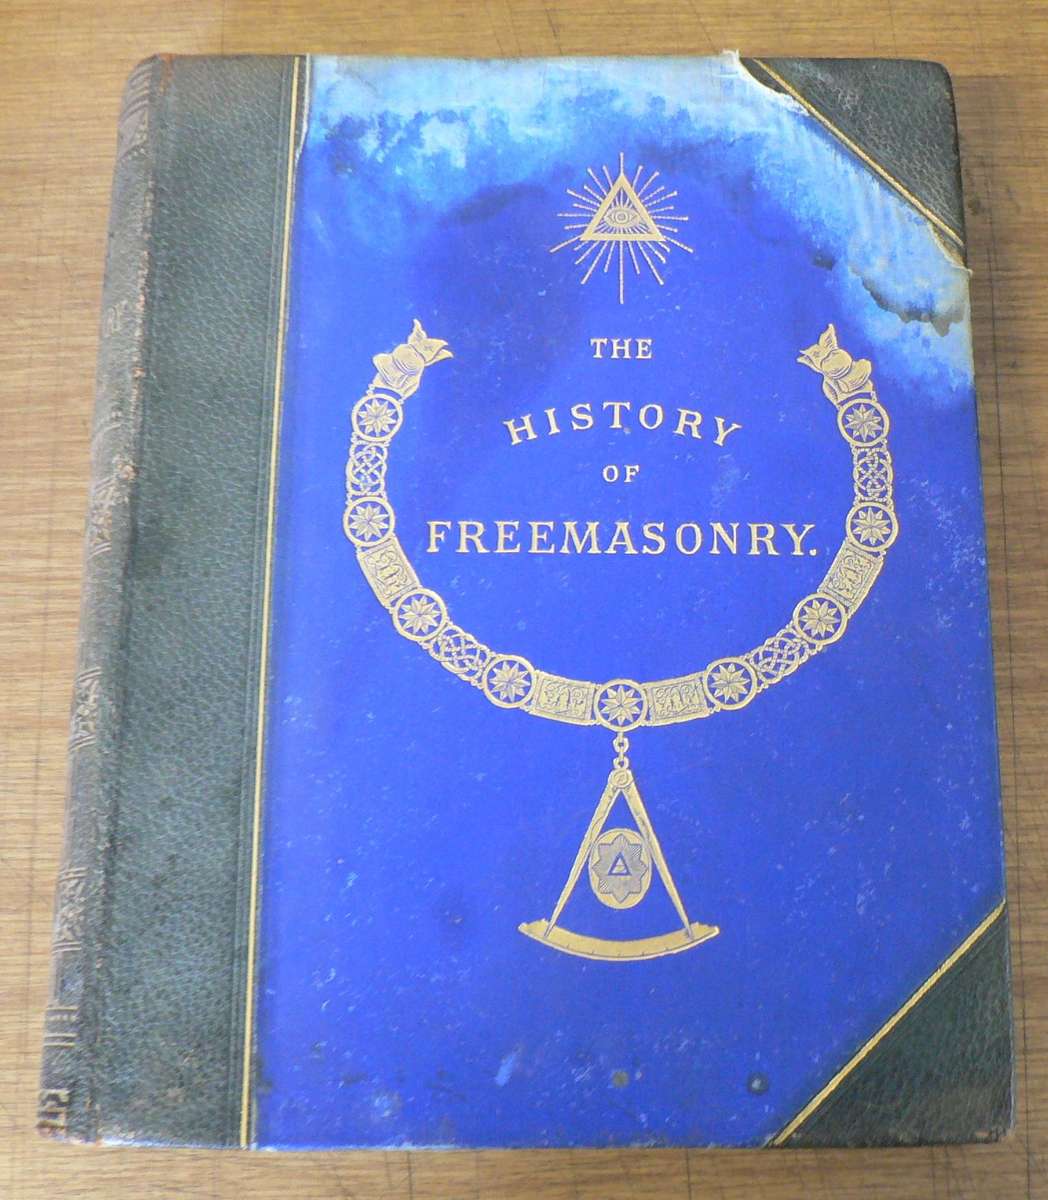 THE
HISTORY
OF
FREEMASONRY.